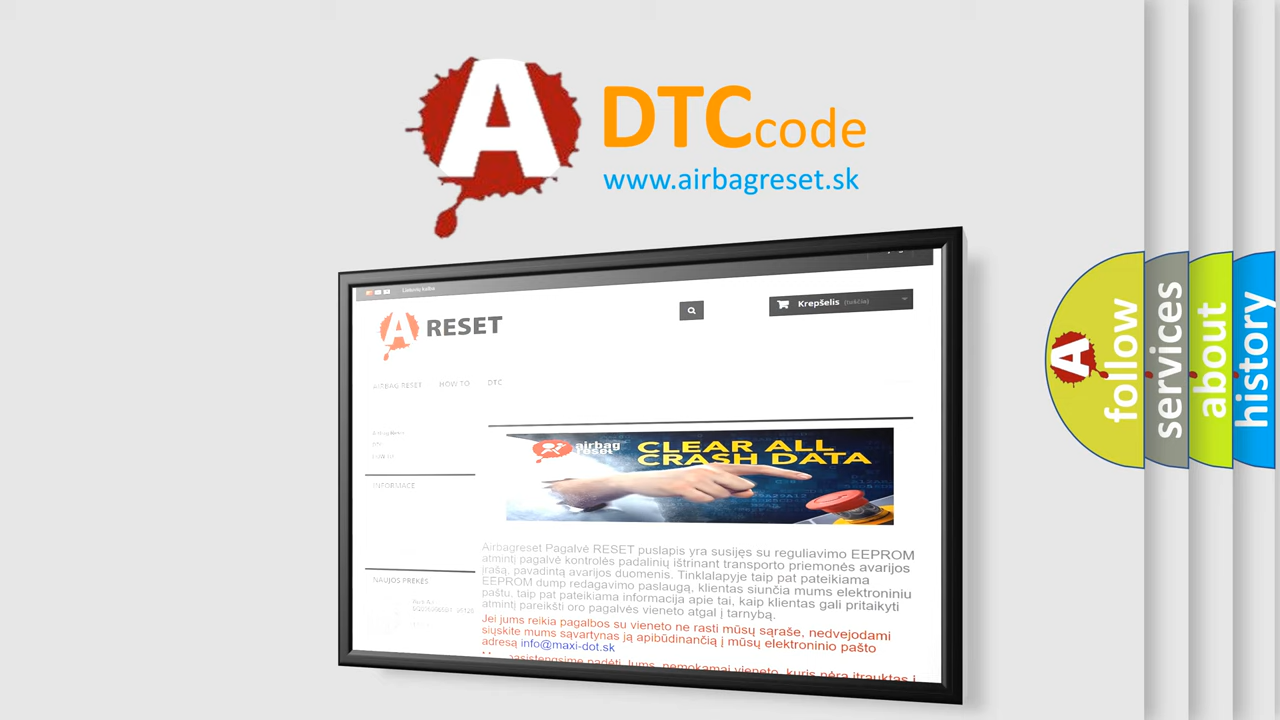 A DTCcode
www.airbagreset.sk
Lietuvių kalba
A RESET
Krepšelis (tuščia)
AIRBAG RESET HOW TO DTC
INFORMACE
airbag reset
CLEAR ALL
CRASH DATA
Airbagreset Pagalvė RESET puslapis yra susijęs su reguliavimo EEPROM
atmintį pagalvė kontrolės padalinių ištrinant transporto priemonės avarijos
įrašą, pavadintą avarijos duomenis. Tinklalapyje taip pat pateikiama
EEPROM dump redagavimo paslaugą, klientas siunčia mums elektroniniu
paštu, taip pat pateikiama informacija apie tai, kaip klientas gali pritaikyti
atmintį pareikšti oro pagalvės vieneto atgal į tarnybą.
Jei jums reikia pagalbos su vieneto ne rasti mūsų sąraše, nedvejodami
siųskite mums sąvartynas ją apibūdinančią į mūsų elektroninio pašto
adresą info@maxi-dot.sk
NAUJOS PREKĖS
A follow
services
about
history